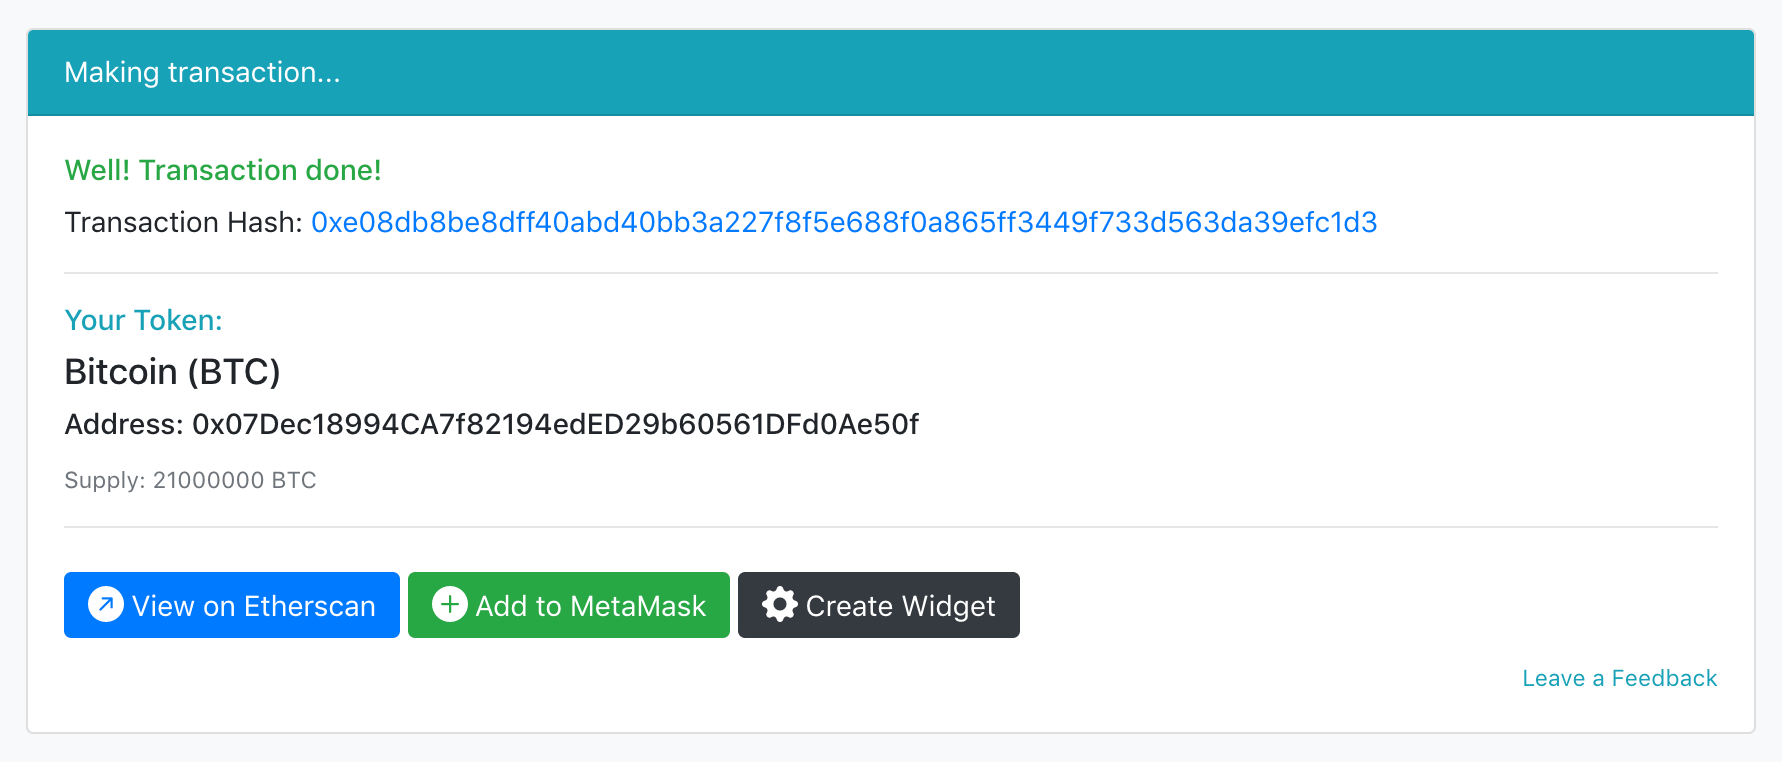 Making transaction...
Well! Transaction done!
Transaction Hash: 0xe08db8be8dff40abd40bb3a227f8f5e688f0a865ff3449f733d563da39efc1d3
Your Token:
Bitcoin (BTC)
Address: 0x07Dec18994CA7f82194edED29b60561DFd0Ae50f
Supply: 21000000 BTC
View on Etherscan
Add to MetaMask
Create Widget
Leave a Feedback